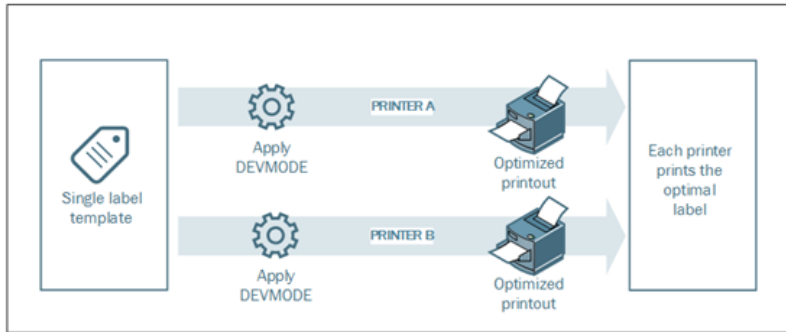 Single label
template
PRINTER A
Apply
DEVMODE
Optimized
printout
PRINTER B
Apply
DEVMODE
Optimized
printout
Each printer
prints the
optimal
label